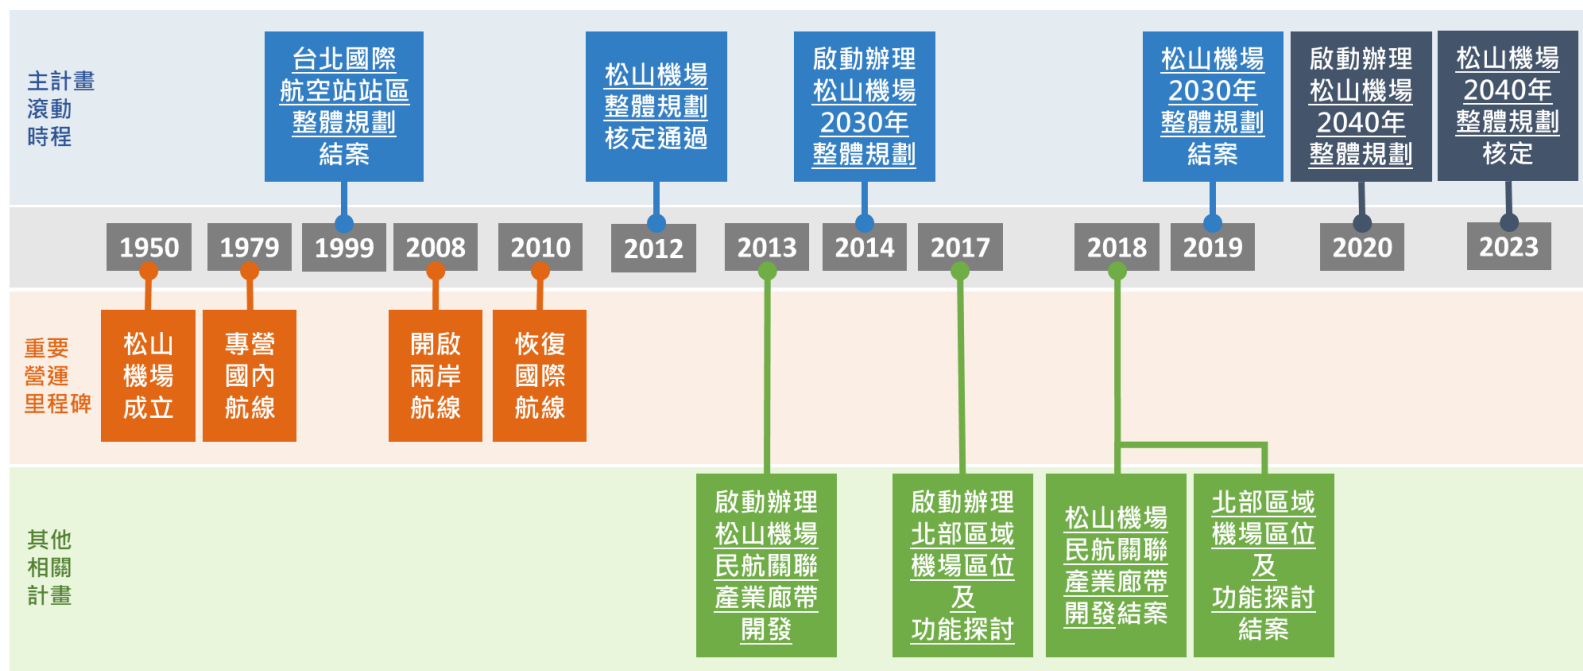 主計畫
滾動
時程
台北國際
航空站站區
整體規劃
結案
松山機場
整體規劃
核定通過
啟動辦理
松山機場
2030年
整體規劃
松山機場
2030年
整體規劃
結案
啟動辦理
松山機場
2040年
整體規劃
松山機場
2040年
整體規劃
核定
1950
1979
1999
2008
2010
2012
2013
2014
2017
2018
2019
2020
2023
重要
營運
里程碑
松山
機場
成立
專營
國內
航線
開啟
兩岸
航線
恢復
國際
航線
其他
相關
計畫
啟動辦理
松山機場
民航關聯
產業廊帶
開發
啟動辦理
北部區域
機場區位
及
功能探討
松山機場
民航關聯
產業廊帶
開發結案
北部區域
機場區位
及
功能探討
結案